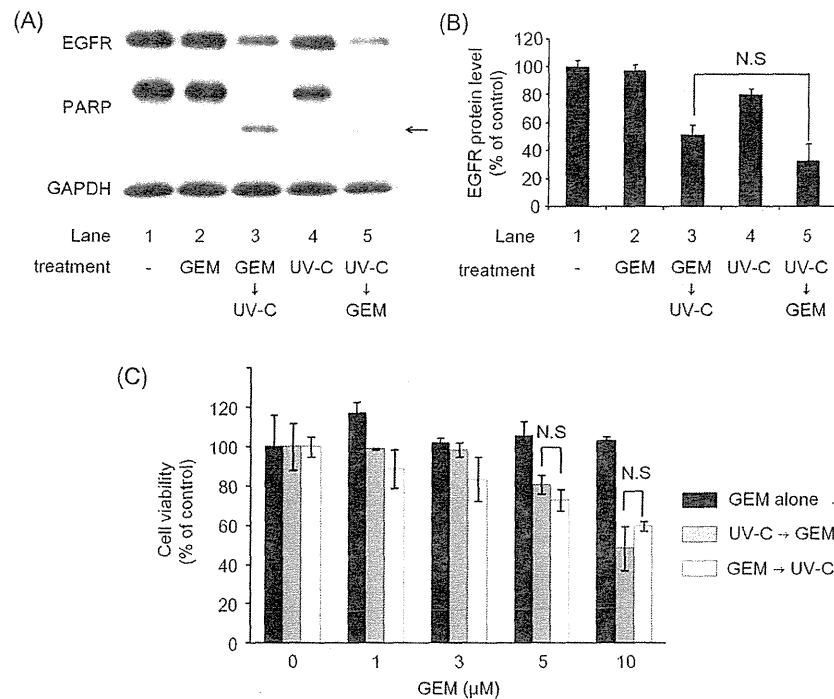 (A)
EGFR
PARP
←
GAPDH
Lane 1 2 3 4 5
treatment - GEM GEM UV-C UV-C
↓ ↓
UV-C GEM
(B)
EGFR protein level
(% of control)
120
100
80
60
40
20
0
N.S
Lane 1 2 3 4 5
treatment - GEM GEM UV-C UV-C
↓ ↓
UV-C GEM
(C)
Cell viability
(% of control)
120
100
80
60
40
20
0
N.S
N.S
0 1 3 5 10
GEM (µM)
GEM alone
UV-C → GEM
GEM → UV-C